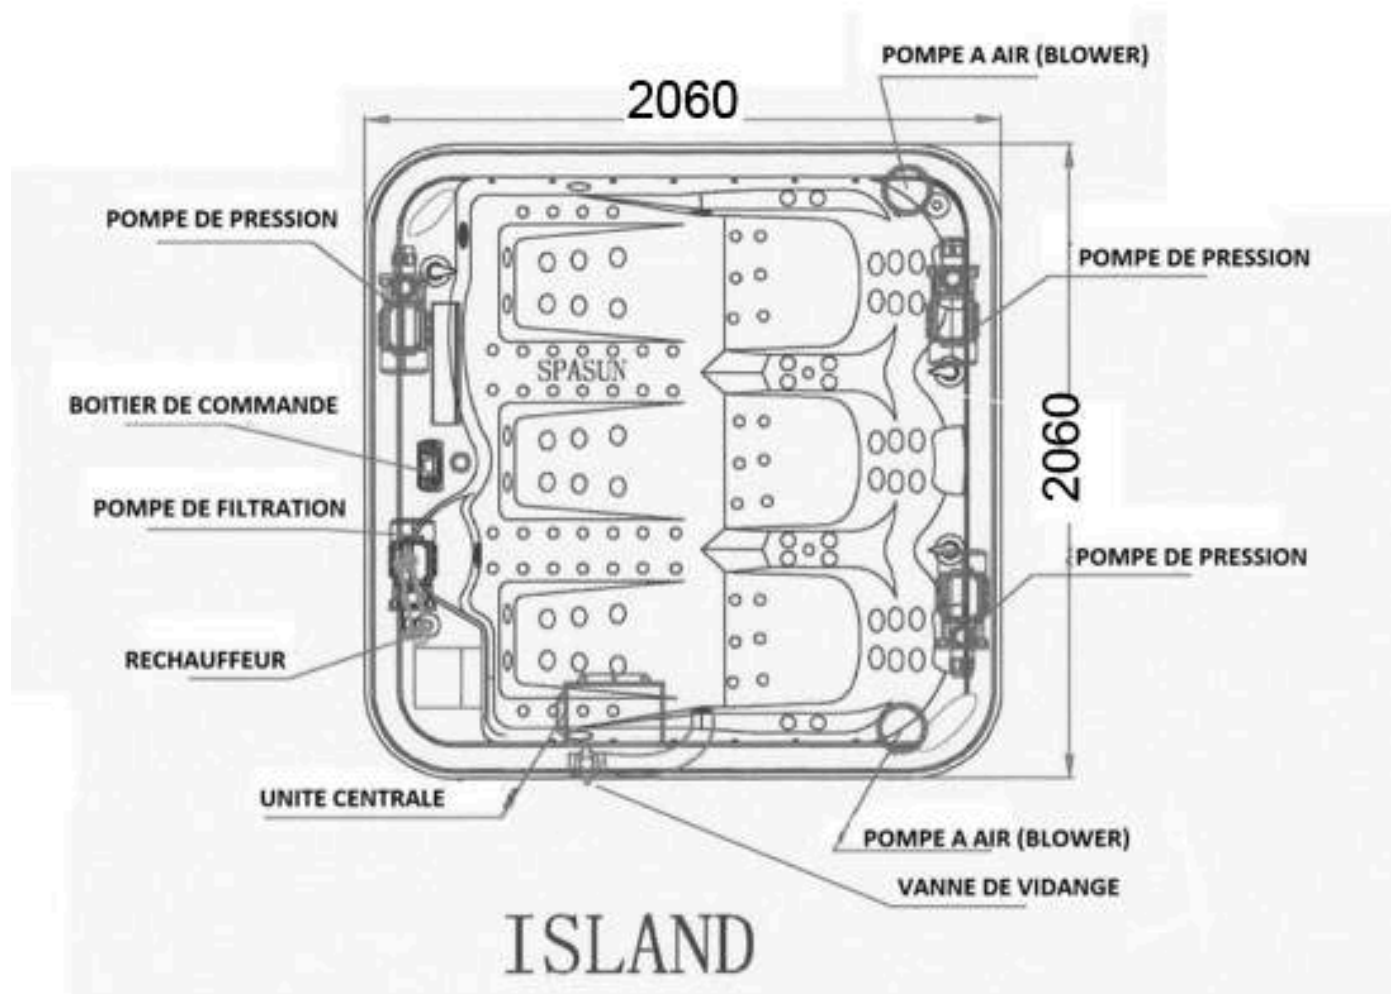 POMPE A AIR (BLOWER)
2060
POMPE DE PRESSION
POMPE DE PRESSION
SPASUN
BOITIER DE COMMANDE
2060
POMPE DE FILTRATION
POMPE DE PRESSION
RECHAUFFEUR
UNITE CENTRALE
POMPE A AIR (BLOWER)
VANNE DE VIDANGE
ISLAND